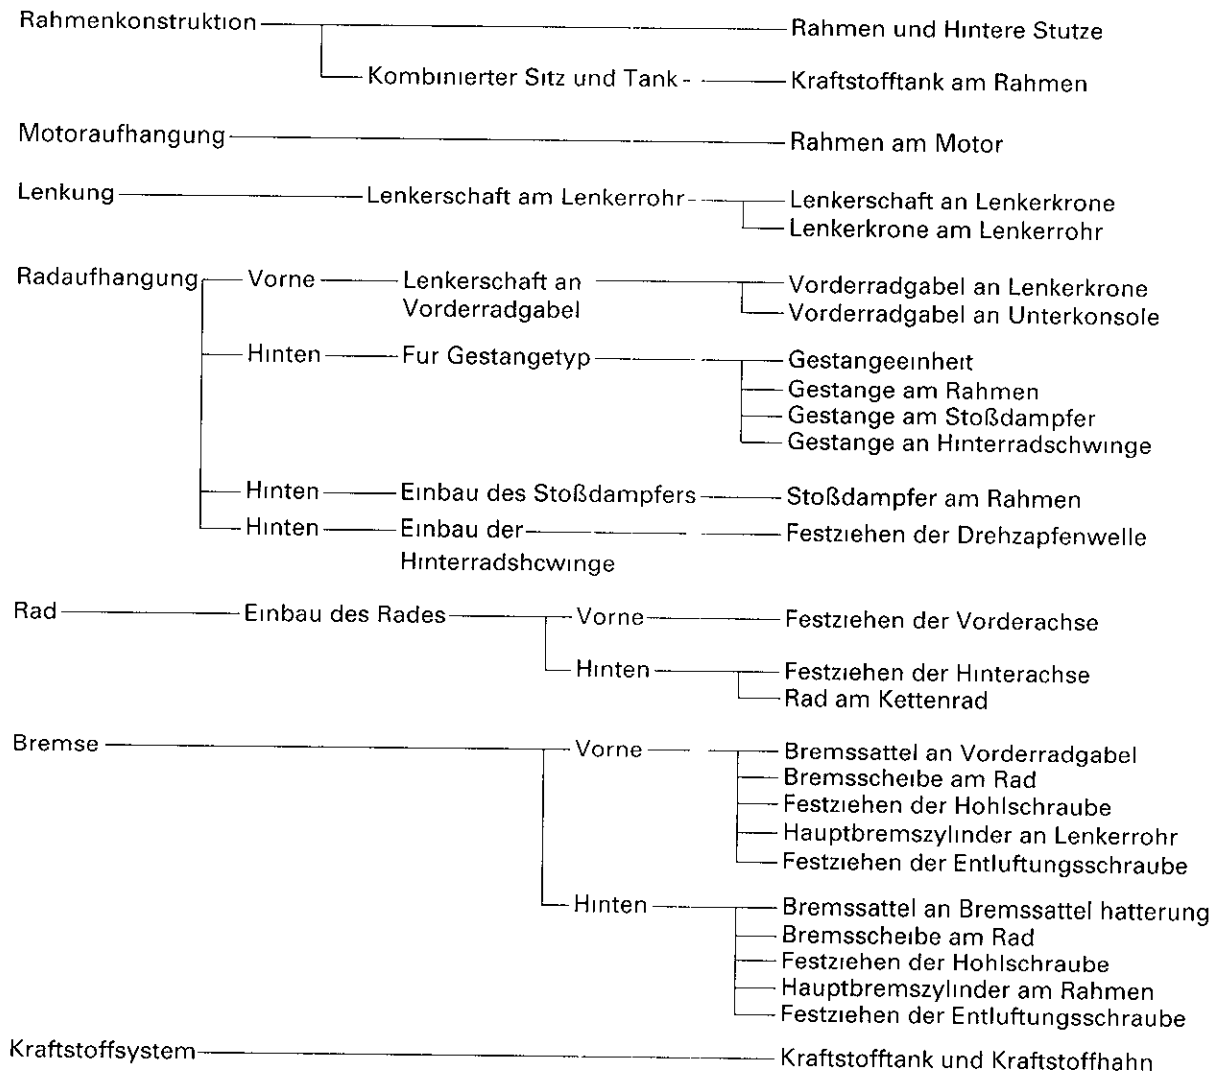 Rahmenkonstruktion Rahmen und Hintere Stutze
Kombinierter Sitz und Tank Kraftstofftank am Rahmen
Motoraufhangung Rahmen am Motor
Lenkung Lenkerschaft am Lenkerrohr Lenkerschaft an Lenkerkrone
Lenkerkrone am Lenkerrohr
Radaufhangung Vorne Lenkerschaft an Vorderradgabel an Lenkerkrone
Vorderradgabel Vorderradgabel an Unterkonsole
Hinten Fur Gestangetyp Gestangeeinheit
Gestange am Rahmen
Gestange am Stoßdampfer
Gestange an Hinterradschwinge
Hinten Einbau des Stoßdampfers Stoßdampfer am Rahmen
Hinten Einbau der Festziehen der Drehzapfenwelle
Hinterradshcwinge
Rad Einbau des Rades Vorne Festziehen der Vorderachse
Hinten Festziehen der Hinterachse
Rad am Kettenrad
Bremse Vorne Bremssattel an Vorderradgabel
Bremsscheibe am Rad
Festziehen der Hohlschraube
Hauptbremszylinder an Lenkerrohr
Festziehen der Entluftungsschraube
Hinten Bremssattel an Bremssattel hatterung
Bremsscheibe am Rad
Festziehen der Hohlschraube
Hauptbremszylinder am Rahmen
Festziehen der Entluftungsschraube
Kraftstoffsystem Kraftstofftank und Kraftstoffhahn